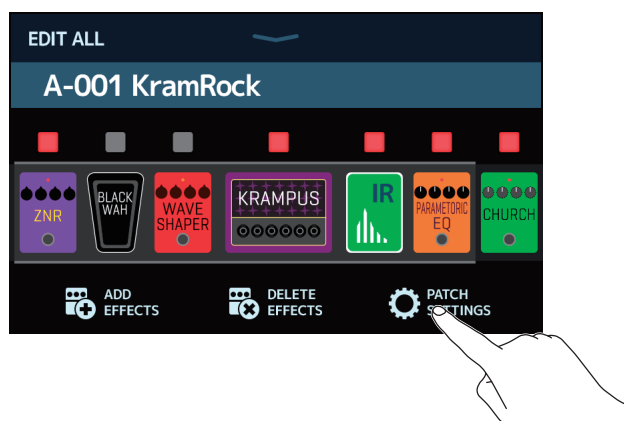 EDIT ALL
A-001 KramRock
ZNR
BLACK
WAH
WAVE
SHAPER
KRAMPUS
IR
PARAMETORIC
EQ
CHURCH
ADD
EFFECTS
DELETE
EFFECTS
PATCH
SETTINGS